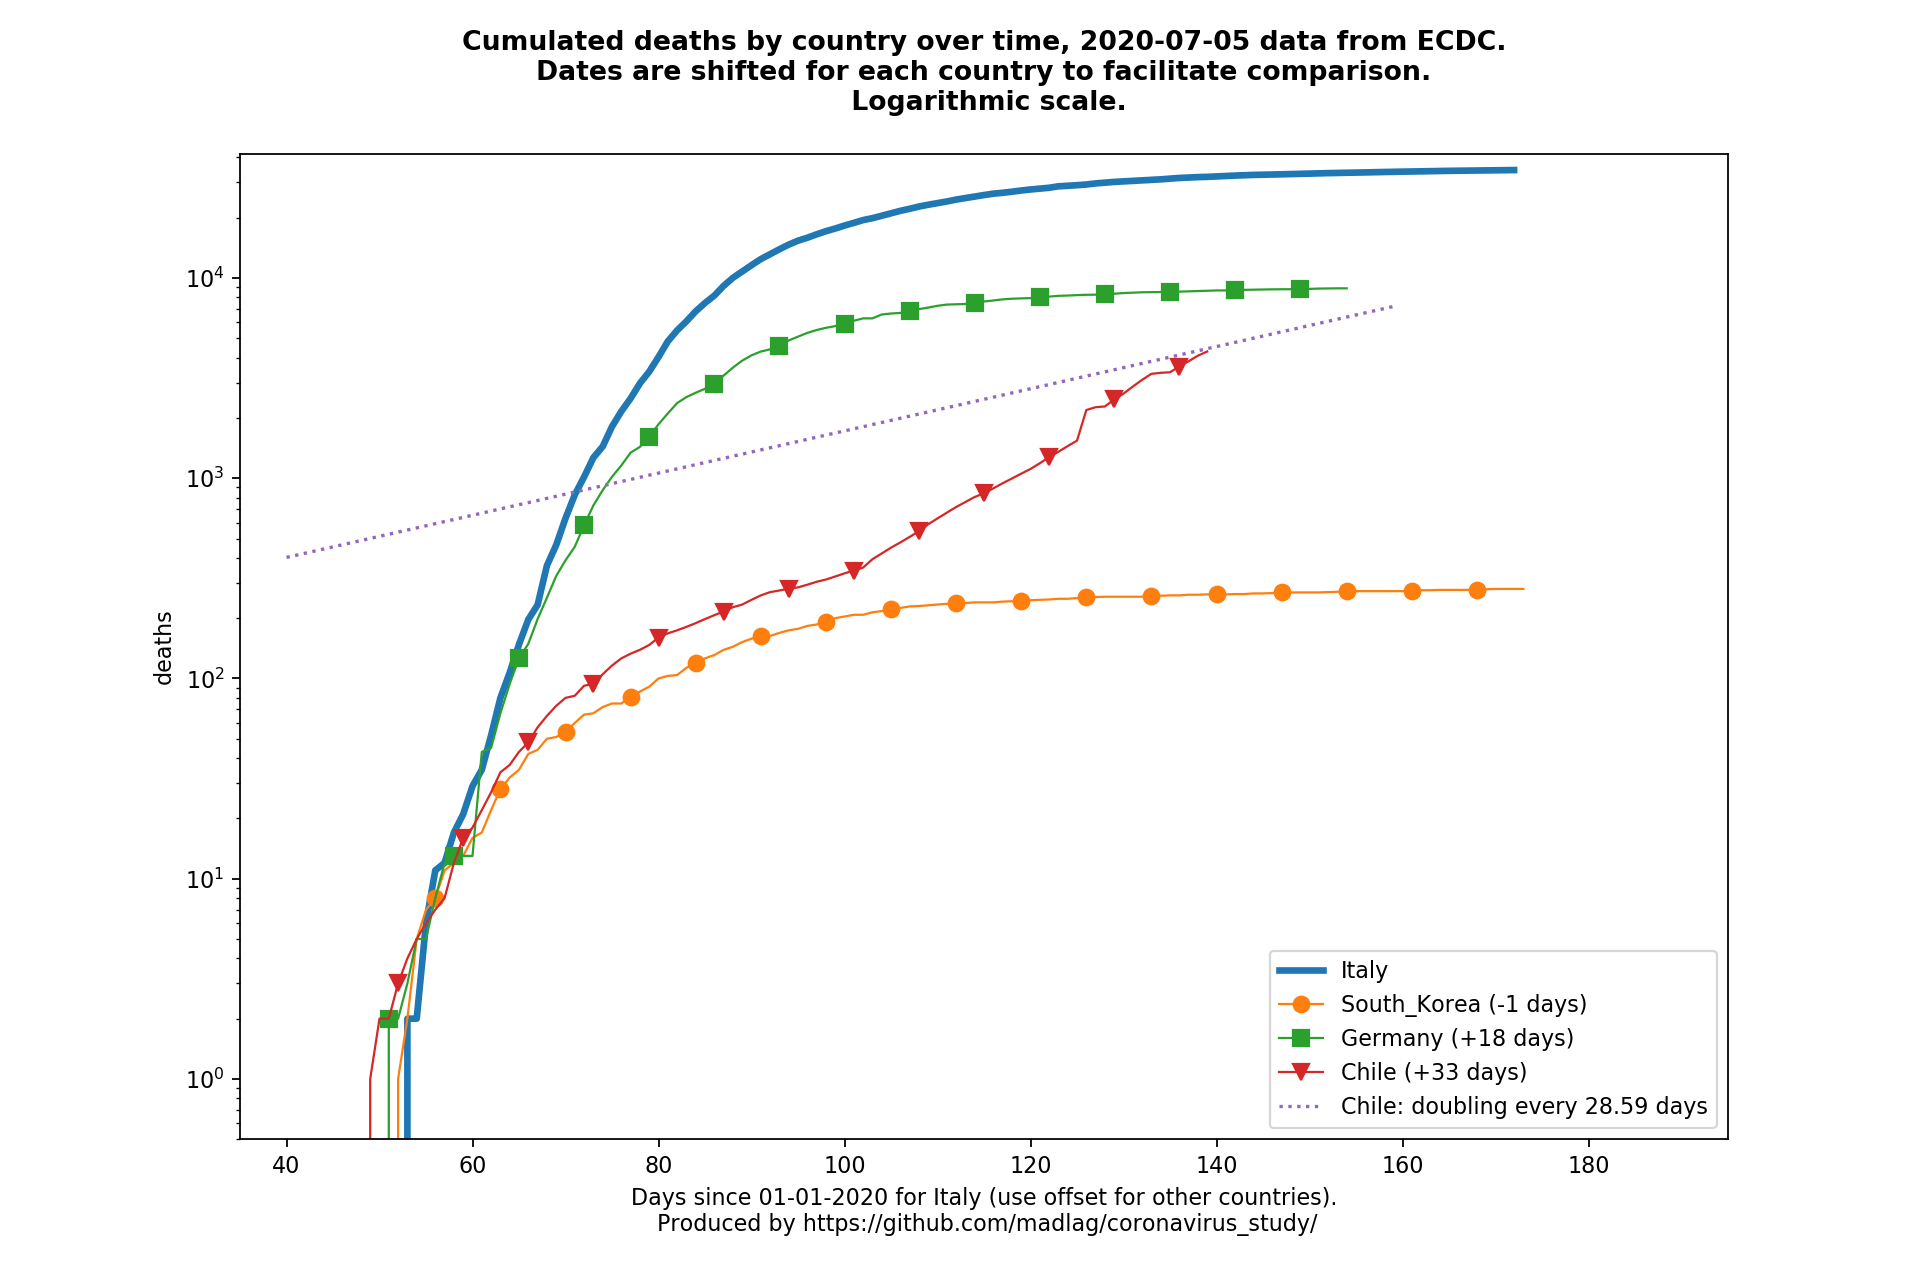 Cumulated deaths by country over time, 2020-07-05 data from ECDC.
Dates are shifted for each country to facilitate comparison.
Logarithmic scale.
deaths
10^4
10^3
10^2
10^1
10^0
Italy
South_Korea (-1 days)
Germany (+18 days)
Chile (+33 days)
Chile: doubling every 28.59 days
40 60 80 100 120 140 160 180
Days since 01-01-2020 for Italy (use offset for other countries).
Produced by https://github.com/madlag/coronavirus_study/